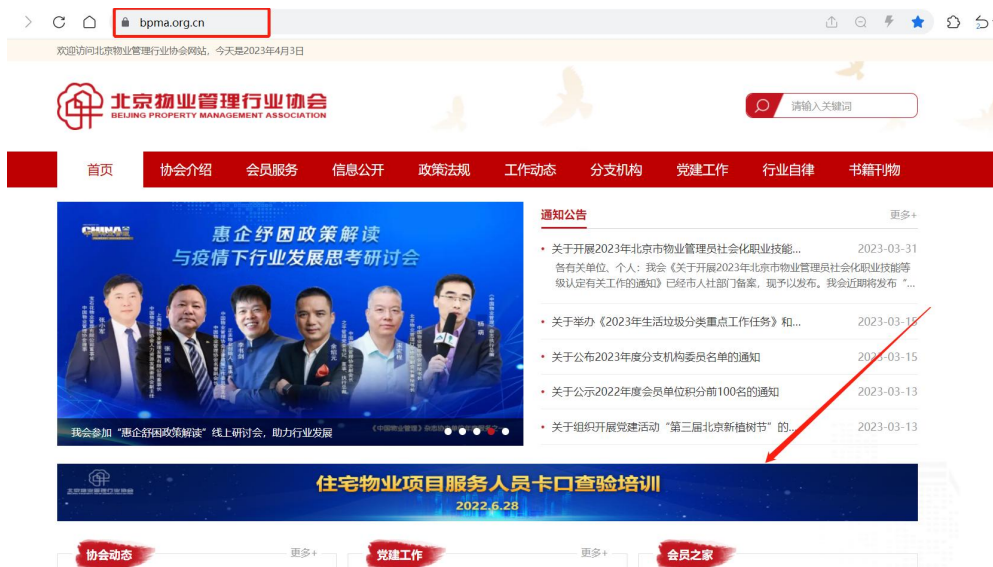 bpma.org.cn
欢迎访问北京物业管理行业协会网站，今天是2023年4月3日
北京物业管理行业协会
BEIJING PROPERTY MANAGEMENT ASSOCIATION
请输入关键词
首页 协会介绍 会员服务 信息公开 政策法规 工作动态 分支机构 党建工作 行业自律 书籍刊物
惠企纾困政策解读
与疫情下行业发展思考研讨会
我会参加“惠企舒困政策解读”线上研讨会，助力行业发展
通知公告 更多+
关于开展2023年北京市物业管理员社会化职业技能... 2023-03-31
各有关单位、个人：我会《关于开展2023年北京市物业管理员社会化职业技能等
级认定有关工作的通知》已经市人社部门备案，现予以发布。我会近期将发布“...
关于举办《2023年生活垃圾分类重点工作任务》和... 2023-03-15
关于公布2023年度分支机构委员名单的通知 2023-03-15
关于公示2022年度会员单位积分前100名的通知 2023-03-13
关于组织开展党建活动“第三届北京新植树节”的... 2023-03-13
住宅物业项目服务人员卡口查验培训
2022.6.28
协会动态 更多+ 党建工作 更多+ 会员之家